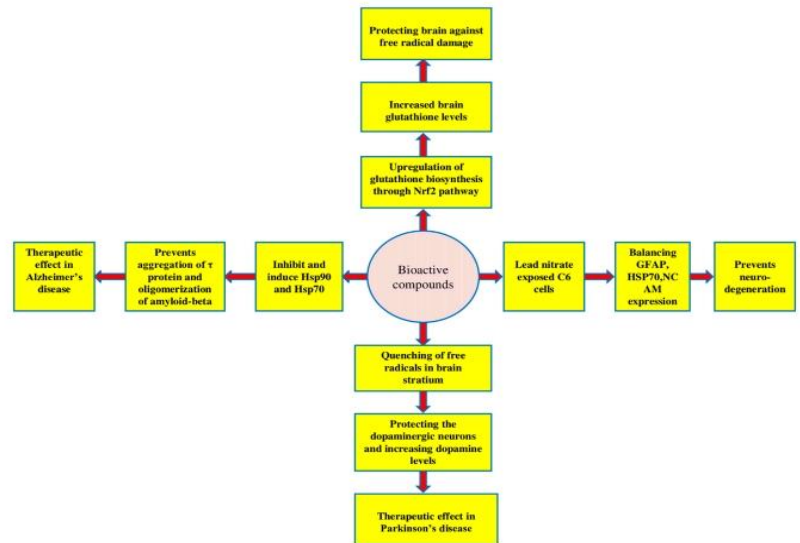 Protecting brain against
free radical damage
Increased brain
glutathione levels
Upregulation of
glutathione biosynthesis
through Nrf2 pathway
Therapeutic
effect in
Alzheimer's
disease
Prevents
aggregation of τ
protein and
oligomerization
of amyloid-beta
Inhibit and
induce Hsp90
and Hsp70
Bioactive
compounds
Lead nitrate
exposed C6
cells
Balancing
GFAP,
HSP70,NC
AM
expression
Prevents
neuro-
degeneration
Quenching of free
radicals in brain
stratium
Protecting the
dopaminergic neurons
and increasing dopamine
levels
Therapeutic effect in
Parkinson's disease